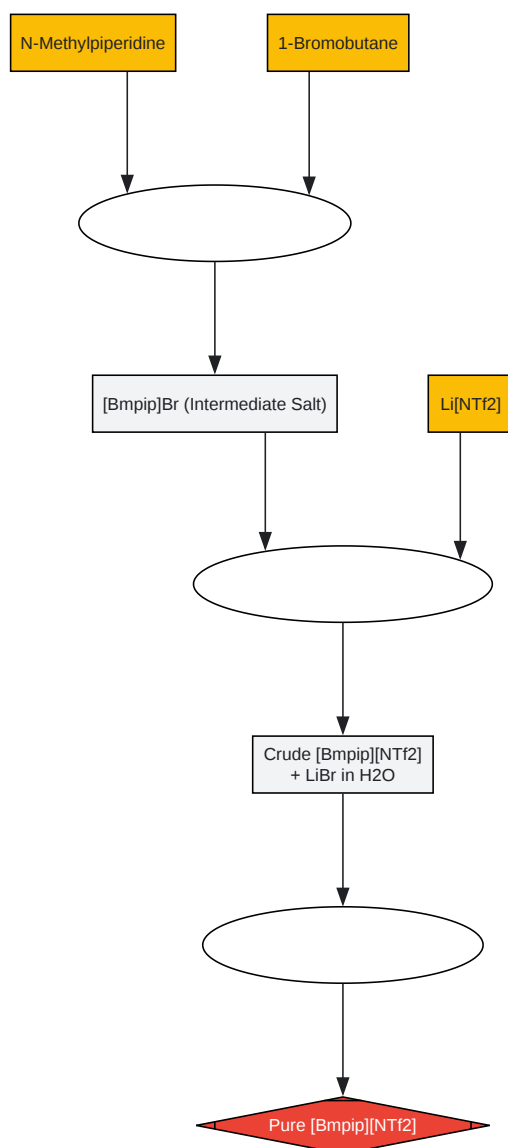 N-Methylpiperidine
1-Bromobutane
[Bmpip]Br (Intermediate Salt)
Li[NTf2]
Crude [Bmpip][NTf2]
+ LiBr in H2O
Pure [Bmpip][NTf2]